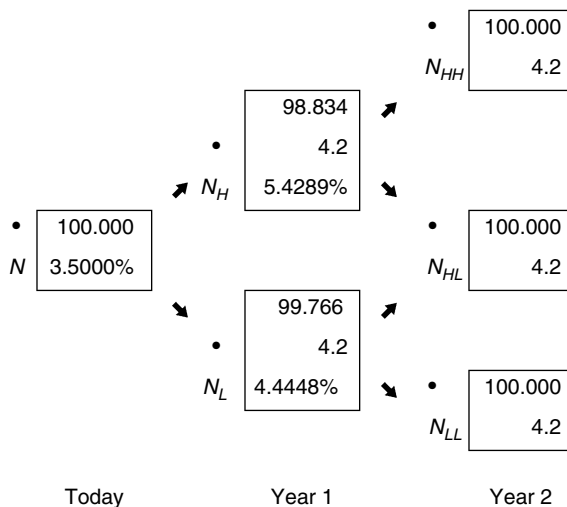 100.000
N_HH 4.2
98.834
4.2
N_H 5.4289%
100.000
N 3.5000%
100.000
N_HL 4.2
99.766
4.2
N_L 4.4448%
100.000
N_LL 4.2
Today Year 1 Year 2